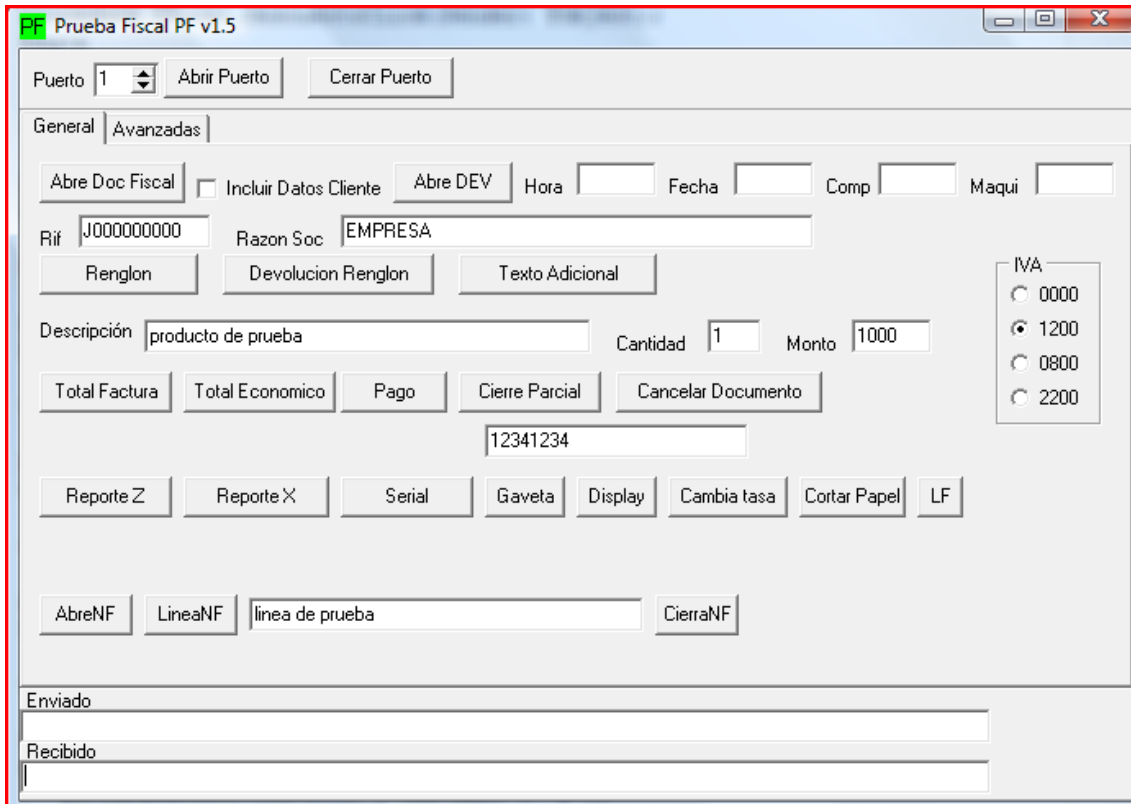 PF Prueba Fiscal PF v1.5
Puerto 1 Abrir Puerto Cerrar Puerto
General Avanzadas
Abre Doc Fiscal Incluir Datos Cliente Abre DEV Hora Fecha Comp Maqui
Rif J000000000 Razon Soc EMPRESA
Renglon Devolucion Renglon Texto Adicional IVA
0000
Descripción producto de prueba Cantidad 1 Monto 1000 1200
0800
Total Factura Total Economico Pago Cierre Parcial Cancelar Documento 2200
12341234
Reporte Z Reporte X Serial Gaveta Display Cambia tasa Cortar Papel LF
AbreNF LineaNF linea de prueba CierraNF
Enviado
Recibido